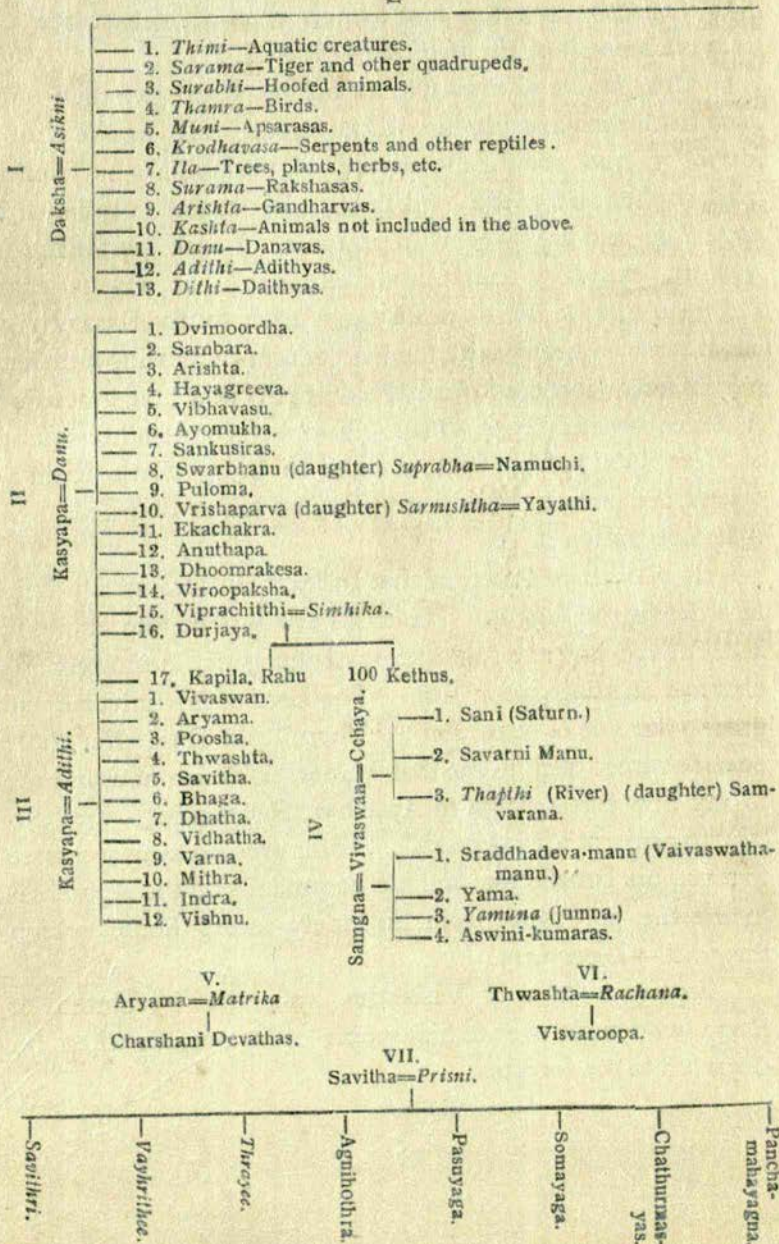 I
Daksha=Asikni
1. Thimi—Aquatic creatures.
2. Sarama—Tiger and other quadrupeds.
3. Surabhi—Hoofed animals.
4. Thamra—Birds.
5. Muni—Apsarasas.
6. Krodhavasa—Serpents and other reptiles.
7. Ila—Trees, plants, herbs, etc.
8. Surama—Rakshasas.
9. Arishta—Gandharvas.
10. Kashta—Animals not included in the above.
11. Danu—Danavas.
12. Adithi—Adithyas.
13. Dithi—Daithyas.
II
Kasyapa=Danu.
1. Dvimoordha.
2. Sambara.
3. Arishta.
4. Hayagreeva.
5. Vibhavasu.
6. Ayomukha.
7. Sankusiras.
8. Swarbhanu (daughter) Suprabha=Namuchi.
9. Puloma.
10. Vrishaparva (daughter) Sarmishtha=Yayathi.
11. Ekachakra.
12. Anuthapa.
13. Dhoomrakesa.
14. Viroopaksha.
15. Viprachitthi=Simhika.
16. Durjaya.
17. Kapila. Rahu 100 Kethus.
III
Kasyapa=Adithi.
1. Vivaswan.
2. Aryama.
3. Poosha.
4. Thwashta.
5. Savitha.
6. Bhaga.
7. Dhatha.
8. Vidhatha.
9. Varna.
10. Mithra.
11. Indra.
12. Vishnu.
IV
Samgna=Vivaswan=Cchaya.
1. Sani (Saturn.)
2. Savarni Manu.
3. Thapthi (River) (daughter) Sam-
varana.
1. Sraddhadeva-manu (Vaivaswatha-
manu.)
2. Yama.
3. Yamuna (Jumna.)
4. Aswini-kumaras.
V.
Aryama=Matrika
Charshani Devathas.
VI.
Thwashta=Rachana.
Visvaroopa.
VII.
Savitha=Prisni.
Savithri.
Vayhrithee.
Thrayee.
Agnihothra.
Pasuyaga.
Somayaga.
Chathurmas-
yas.
Pancha-
mahayagna.